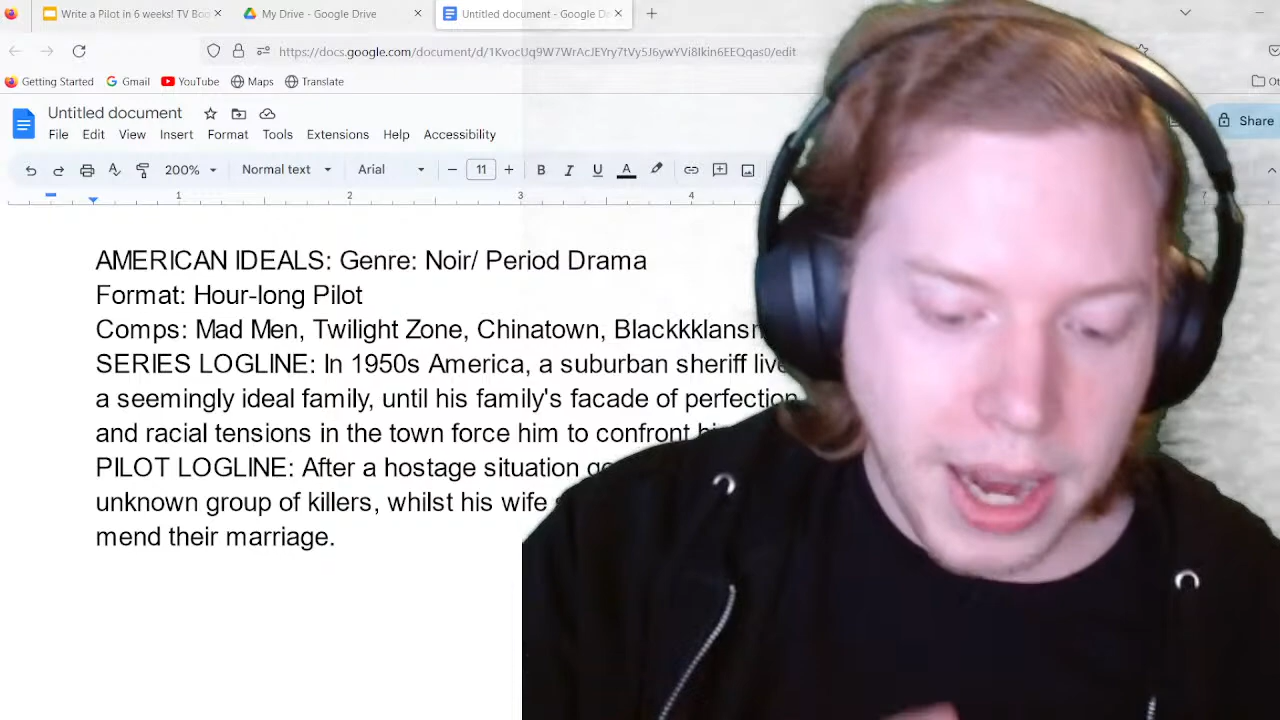 Write a Pilot in 6 weeks! TV Boo
My Drive - Google Drive
Untitled document - Google Do
https://docs.google.com/document/d/1KvocUq9W7WrAcJEYry7tVy5J6ywYVi8Ikin6EEQqas0/edit
Getting Started Gmail YouTube Maps Translate
Untitled document
File Edit View Insert Format Tools Extensions Help Accessibility
Share
200% Normal text Arial 11 B I U A
1 2 3 4 7
AMERICAN IDEALS: Genre: Noir/ Period Drama
Format: Hour-long Pilot
Comps: Mad Men, Twilight Zone, Chinatown,
SERIES LOGLINE: In 1950s America, a suburban sheriff
a seemingly ideal family, until his family's facade of perfection
and racial tensions in the town force him to confront
PILOT LOGLINE: After a hostage situation
unknown group of killers, whilst his wife
mend their marriage.